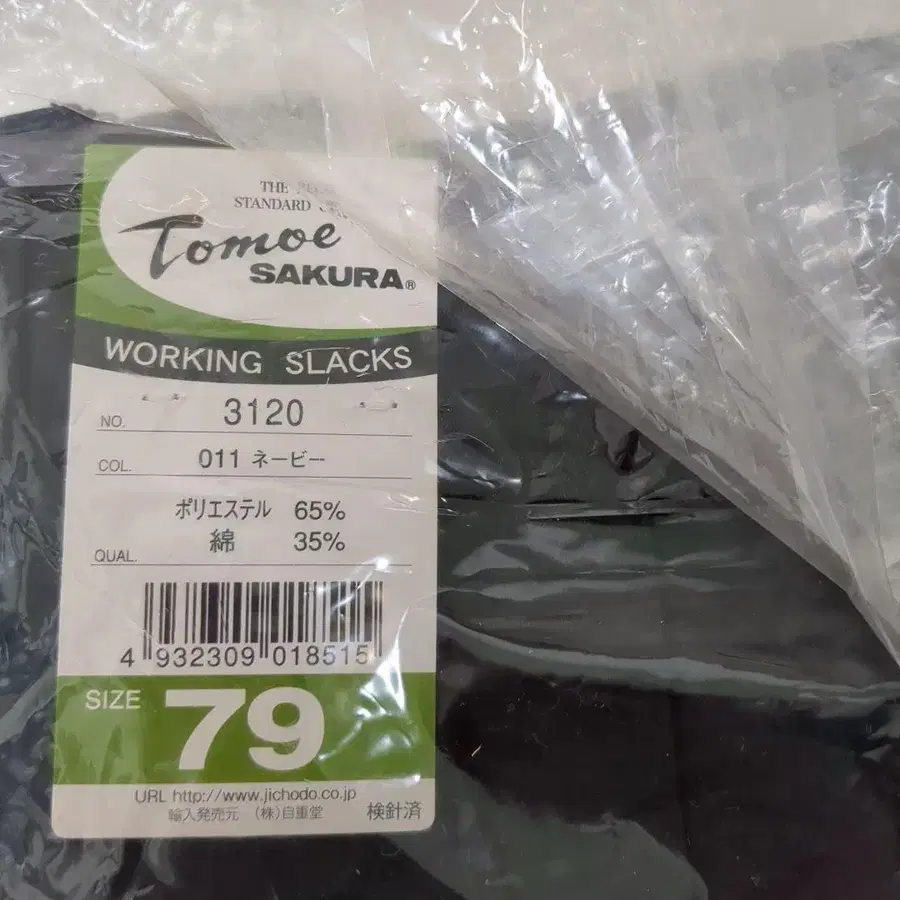 THE
STANDARD
Tomoe
SAKURA®
WORKING SLACKS
NO. 3120
COL. 011 ネービー
ポリエステル 65%
QUAL. 綿 35%
4 932309 018515
SIZE 79
URL http://www.jichodo.co.jp
輸入発売元 (株)自重堂 検針済